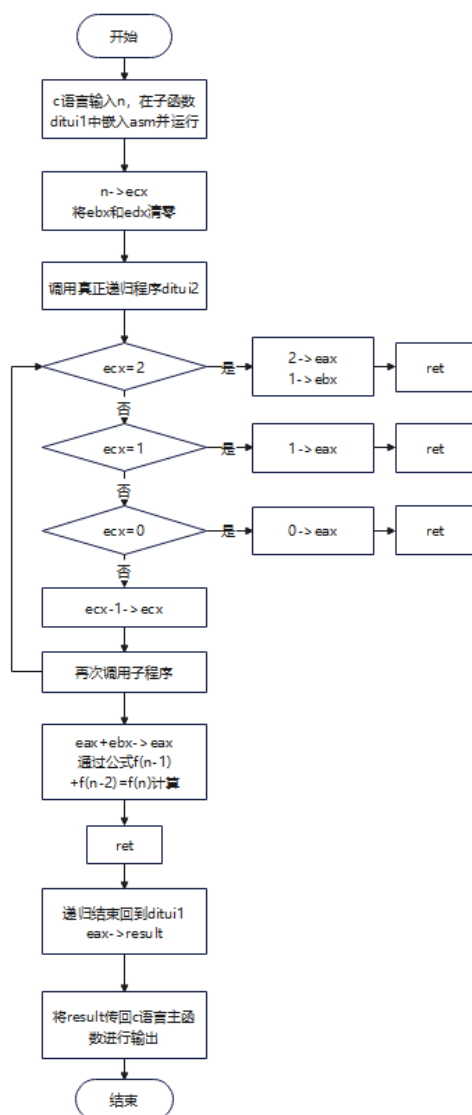 开始
c语言输入n，在子函数
ditui1中嵌入asm并运行
n->ecx
将ebx和edx清零
调用真正递归程序ditui2
ecx=2
是
2->eax
1->ebx
ret
否
ecx=1
是
1->eax
ret
否
ecx=0
是
0->eax
ret
否
ecx-1->ecx
再次调用子程序
eax+ebx->eax
通过公式f(n-1)
+f(n-2)=f(n)计算
ret
递归结束回到ditui1
eax->result
将result传回c语言主函
数进行输出
结束